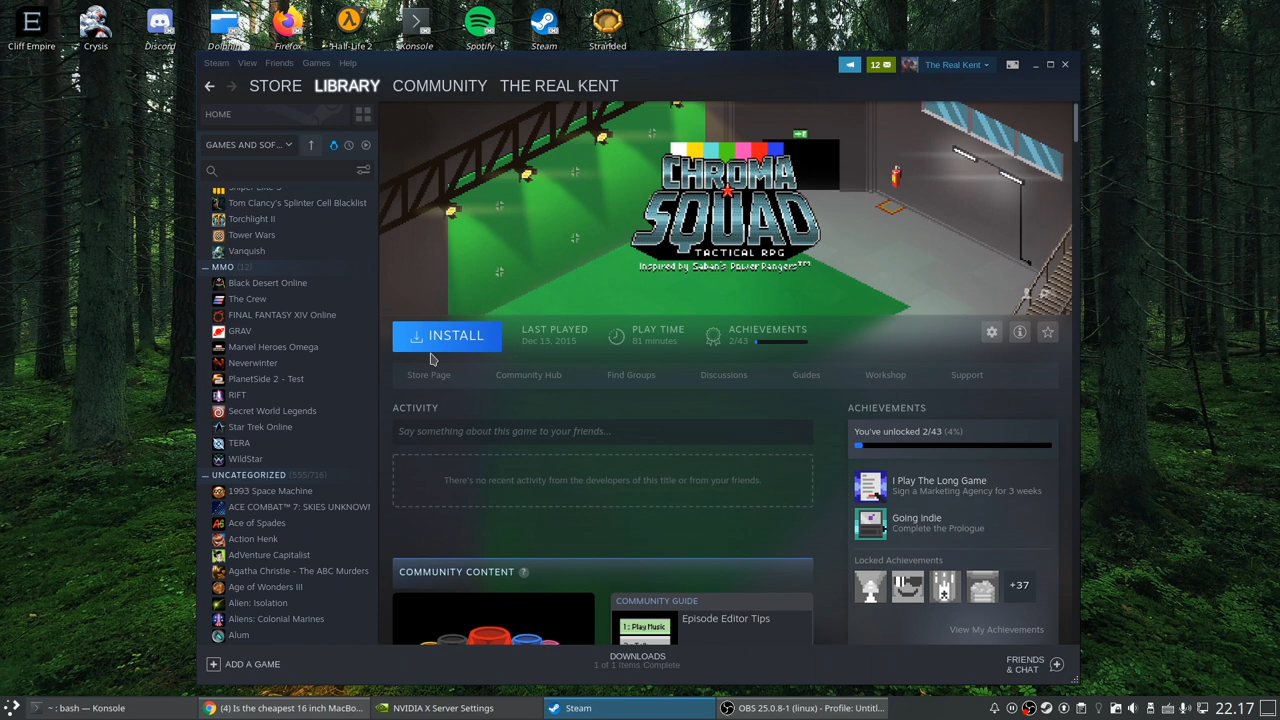 Cliff Empire
Crysis
Discord
Dolphin
Firefox
Half-Life 2
Konsole
Spotify
Steam
Stranded
Steam View Friends Games Help
12
The Real Kent
STORE LIBRARY COMMUNITY THE REAL KENT
HOME
GAMES AND SOF...
Tom Clancy's Splinter Cell Blacklist
Torchlight II
Tower Wars
Vanquish
MMO (12)
Black Desert Online
The Crew
FINAL FANTASY XIV Online
GRAV
Marvel Heroes Omega
Neverwinter
PlanetSide 2 - Test
RIFT
Secret World Legends
Star Trek Online
TERA
WildStar
UNCATEGORIZED (555/716)
1993 Space Machine
ACE COMBAT™ 7: SKIES UNKNOWN
Ace of Spades
Action Henk
AdVenture Capitalist
Agatha Christie - The ABC Murders
Age of Wonders III
Alien: Isolation
Aliens: Colonial Marines
Alum
ADD A GAME
CHROMA
SQUAD
TACTICAL RPG
Inspired by Saban's Power Rangers™
INSTALL
LAST PLAYED
Dec 13, 2015
PLAY TIME
81 minutes
ACHIEVEMENTS
2/43
Store Page Community Hub Find Groups Discussions Guides Workshop Support
ACTIVITY
Say something about this game to your friends...
There's no recent activity from the developers of this title or from your friends.
COMMUNITY CONTENT ?
COMMUNITY GUIDE
Episode Editor Tips
1 : Play Music
ACHIEVEMENTS
You've unlocked 2/43 (4%)
I Play The Long Game
Sign a Marketing Agency for 3 weeks
Going Indie
Complete the Prologue
Locked Achievements
+37
View My Achievements
DOWNLOADS
1 of 1 Items Complete
FRIENDS
& CHAT
~ : bash — Konsole
(4) Is the cheapest 16 inch MacBo...
NVIDIA X Server Settings
Steam
OBS 25.0.8-1 (linux) - Profile: Untitl...
22.17